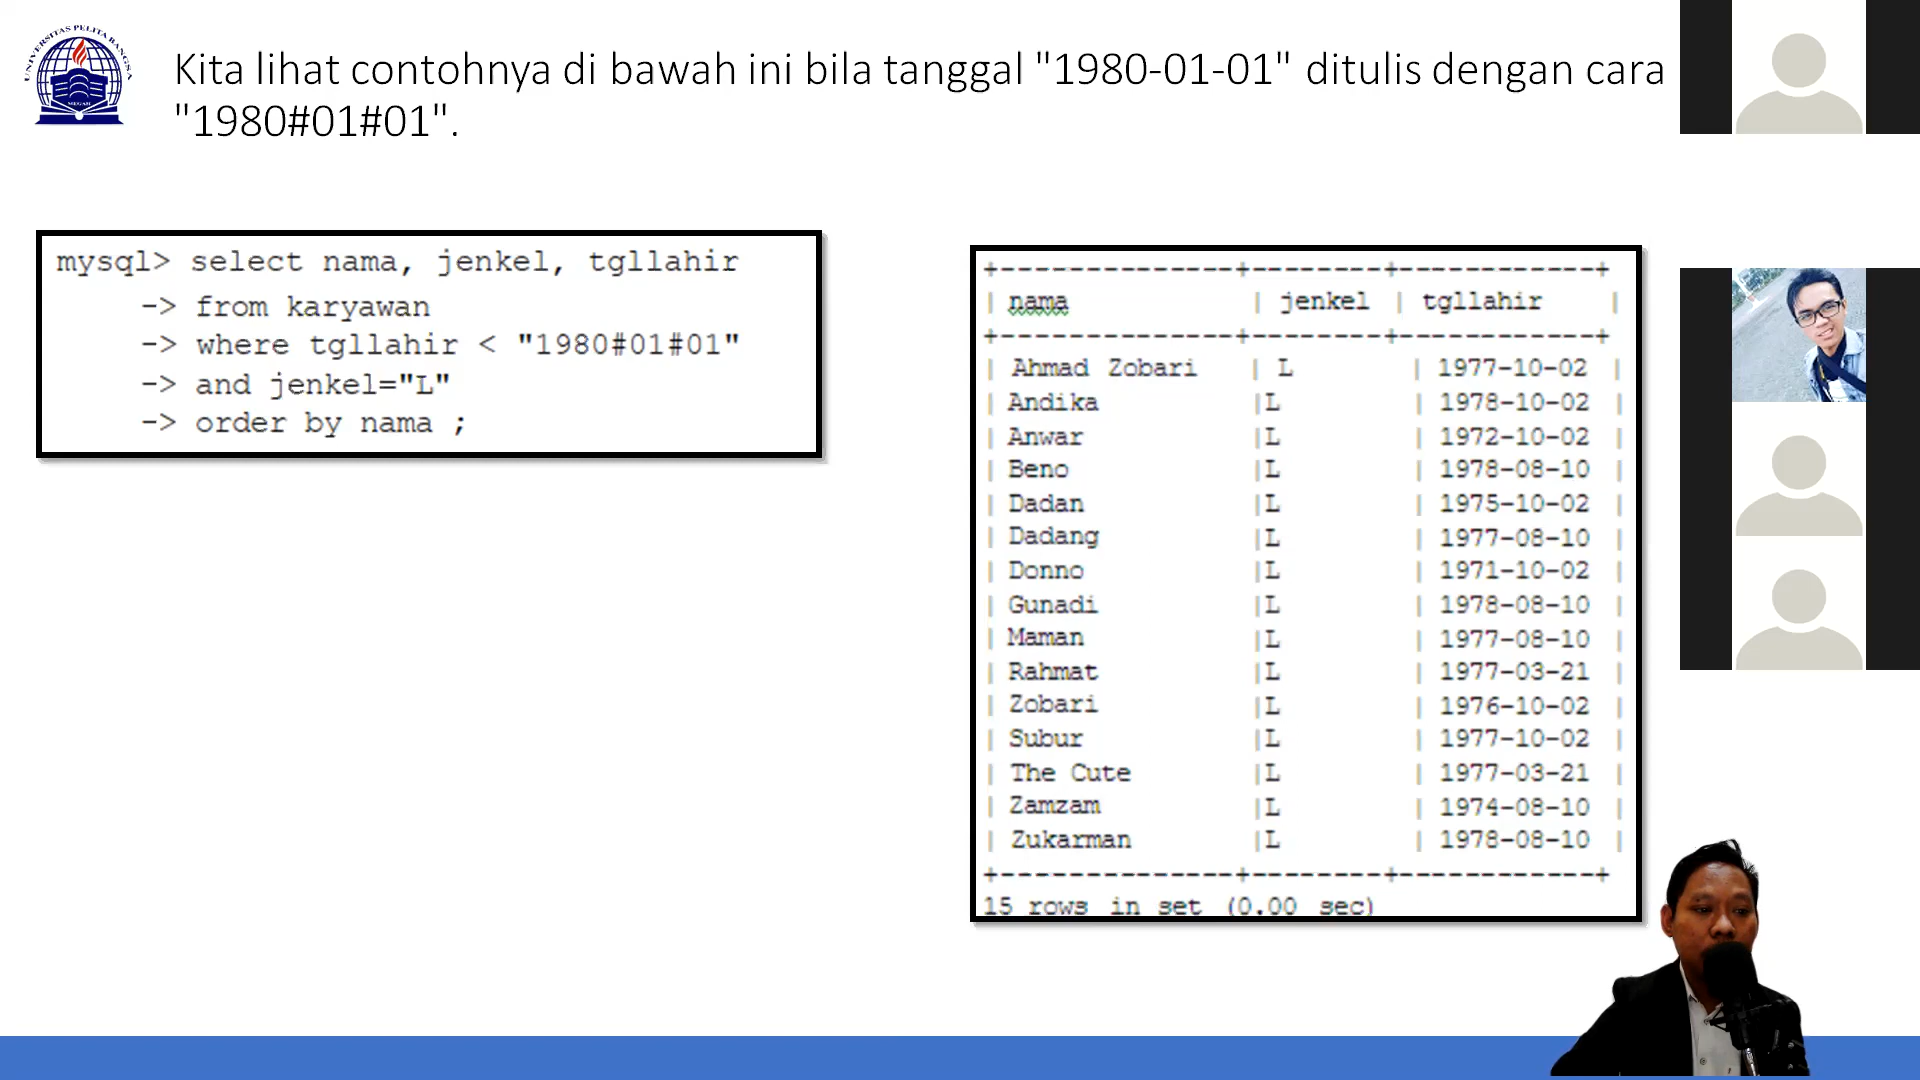 UNIVERSITAS PELITA BANGSA
Kita lihat contohnya di bawah ini bila tanggal "1980-01-01" ditulis dengan cara
"1980#01#01".
mysql> select nama, jenkel, tgllahir
-> from karyawan
-> where tgllahir < "1980#01#01"
-> and jenkel="L"
-> order by nama ;
+--------------+--------+------------+
| nama | jenkel | tgllahir |
+--------------+--------+------------+
| Ahmad Zobari | L | 1977-10-02 |
| Andika |L | 1978-10-02 |
| Anwar |L | 1972-10-02 |
| Beno |L | 1978-08-10 |
| Dadan |L | 1975-10-02 |
| Dadang |L | 1977-08-10 |
| Donno |L | 1971-10-02 |
| Gunadi |L | 1978-08-10 |
| Maman |L | 1977-08-10 |
| Rahmat |L | 1977-03-21 |
| Zobari |L | 1976-10-02 |
| Subur |L | 1977-10-02 |
| The Cute |L | 1977-03-21 |
| Zamzam |L | 1974-08-10 |
| Zukarman |L | 1978-08-10 |
+--------------+--------+------------+
15 rows in set (0.00 sec)